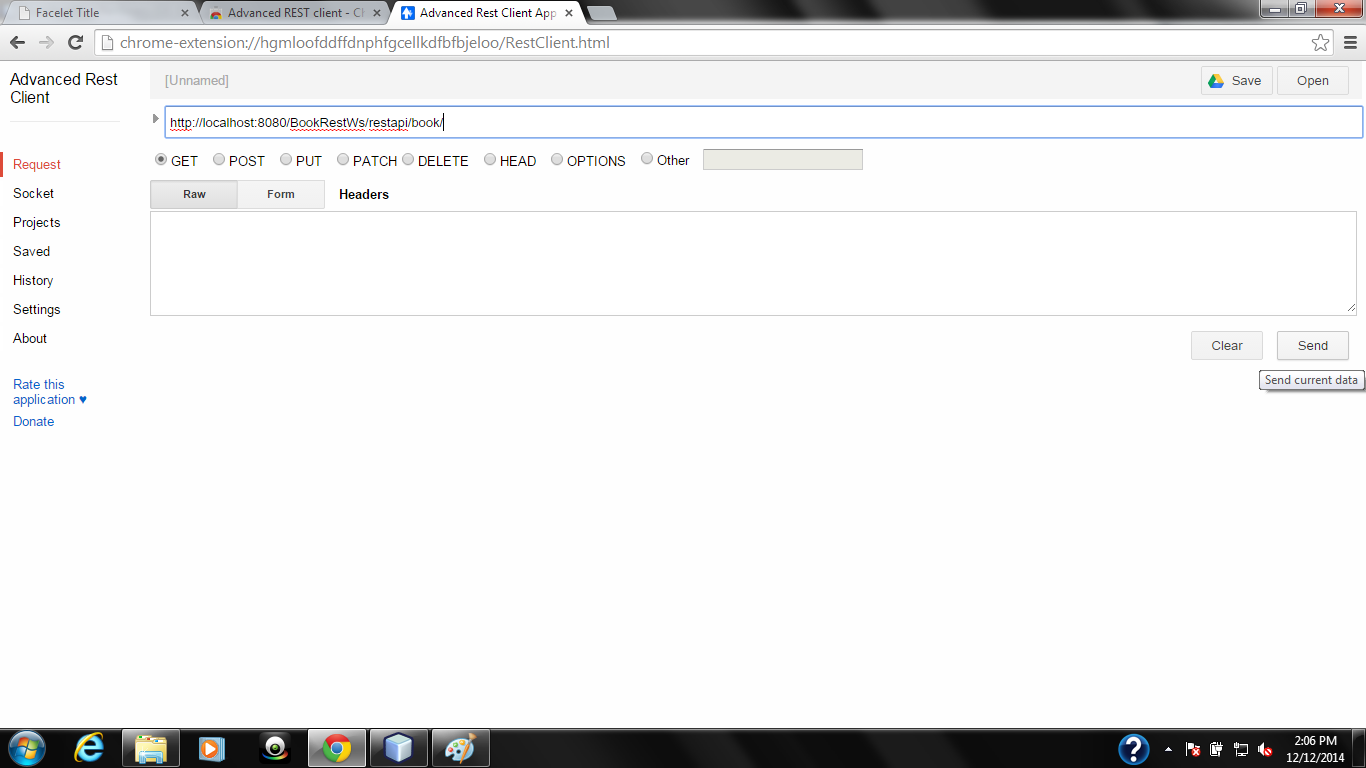 Facelet Title
Advanced REST client - Ch
Advanced Rest Client App
chrome-extension://hgmloofddffdnphfgcellkdfbfbjeloo/RestClient.html
Advanced Rest
Client
[Unnamed]
Save
Open
http://localhost:8080/BookRestWs/restapi/book/
GET POST PUT PATCH DELETE HEAD OPTIONS Other
Raw
Form
Headers
Request
Socket
Projects
Saved
History
Settings
About
Rate this
application ♥
Donate
Clear
Send
Send current data
2:06 PM
12/12/2014